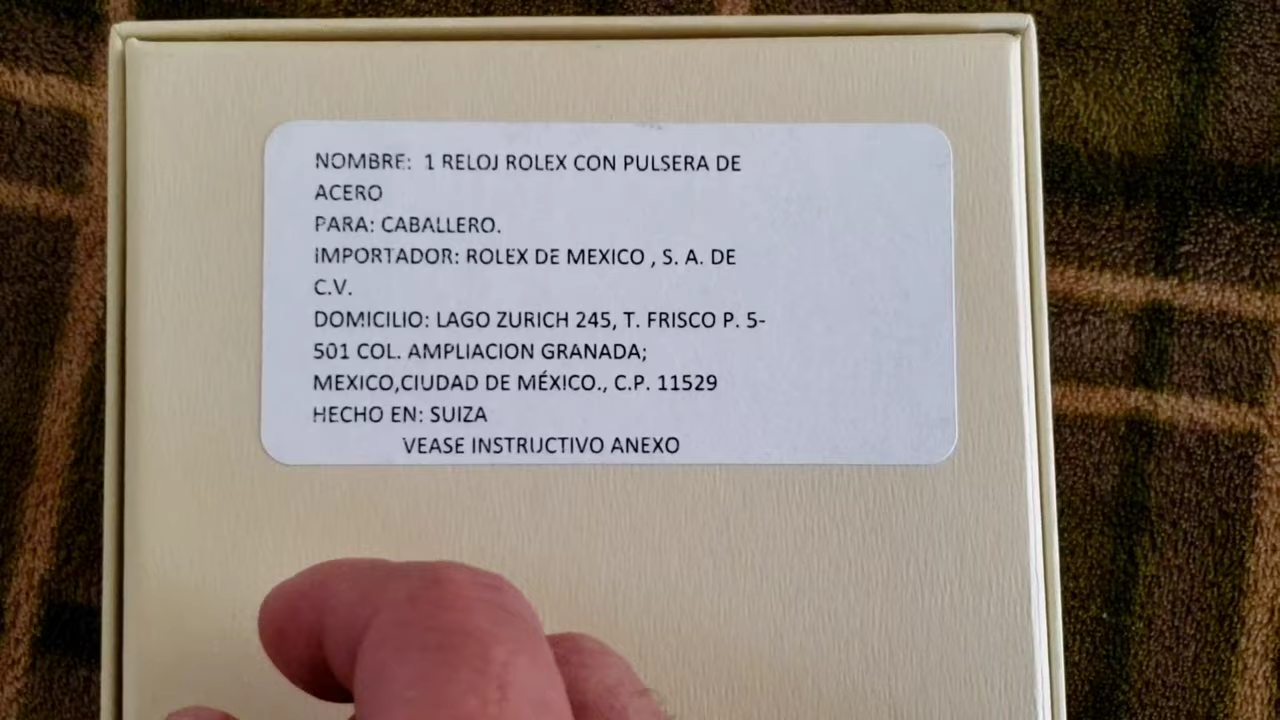 NOMBRE: 1 RELOJ ROLEX CON PULSERA DE
ACERO
PARA: CABALLERO.
IMPORTADOR: ROLEX DE MEXICO , S. A. DE
C.V.
DOMICILIO: LAGO ZURICH 245, T. FRISCO P. 5-
501 COL. AMPLIACION GRANADA;
MEXICO,CIUDAD DE MÉXICO., C.P. 11529
HECHO EN: SUIZA
VEASE INSTRUCTIVO ANEXO